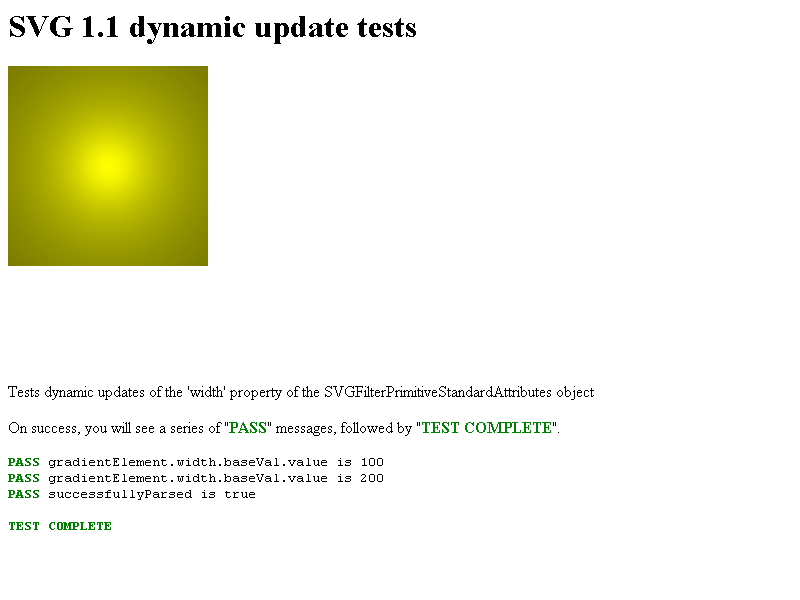 SVG 1.1 dynamic update tests
Tests dynamic updates of the 'width' property of the SVGFilterPrimitiveStandardAttributes object
On success, you will see a series of "PASS" messages, followed by "TEST COMPLETE".
PASS gradientElement.width.baseVal.value is 100
PASS gradientElement.width.baseVal.value is 200
PASS successfullyParsed is true
TEST COMPLETE